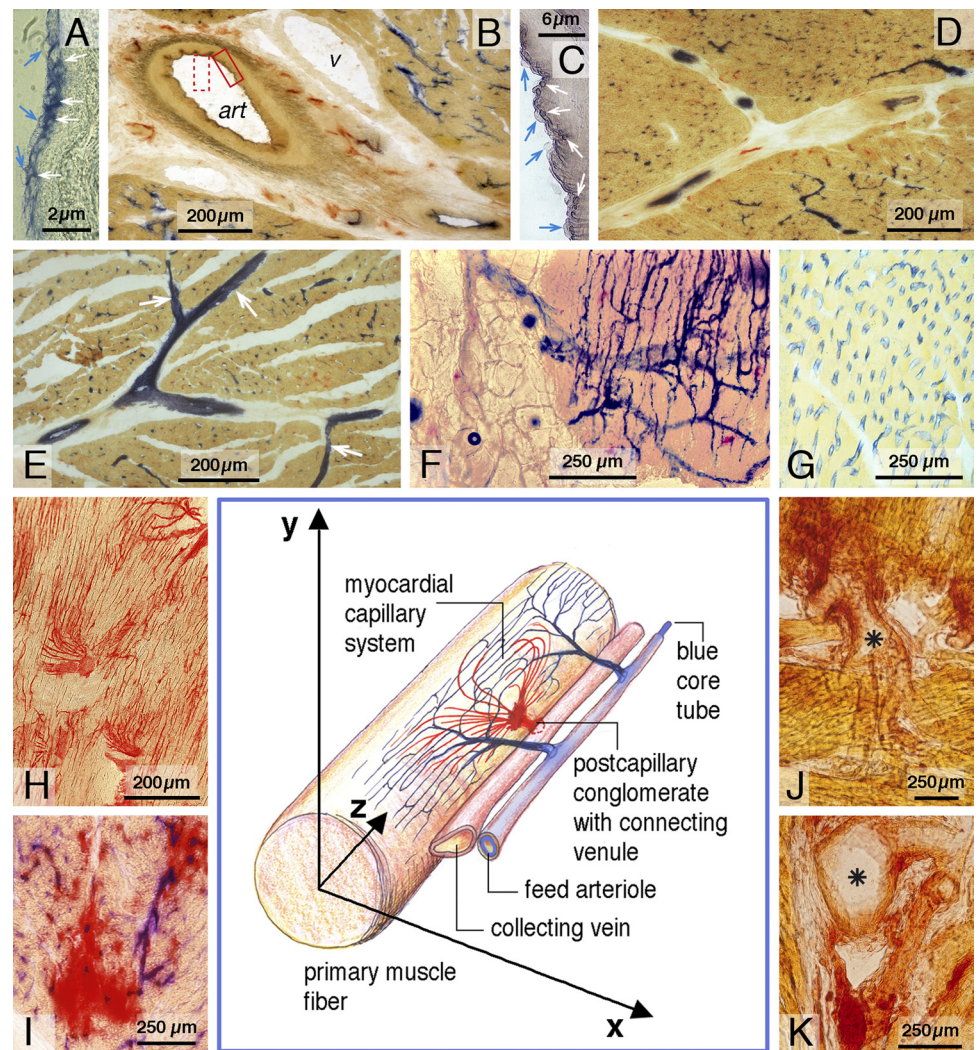 A
2µm
B
v
art
200µm
6µm
C
D
200 µm
E
200µm
F
250 µm
G
250 µm
H
200µm
y
myocardial
capillary
system
blue
core
tube
z
postcapillary
conglomerate
with connecting
venule
feed arteriole
collecting vein
primary muscle
fiber
x
J
250µm
I
250 µm
K
250µm